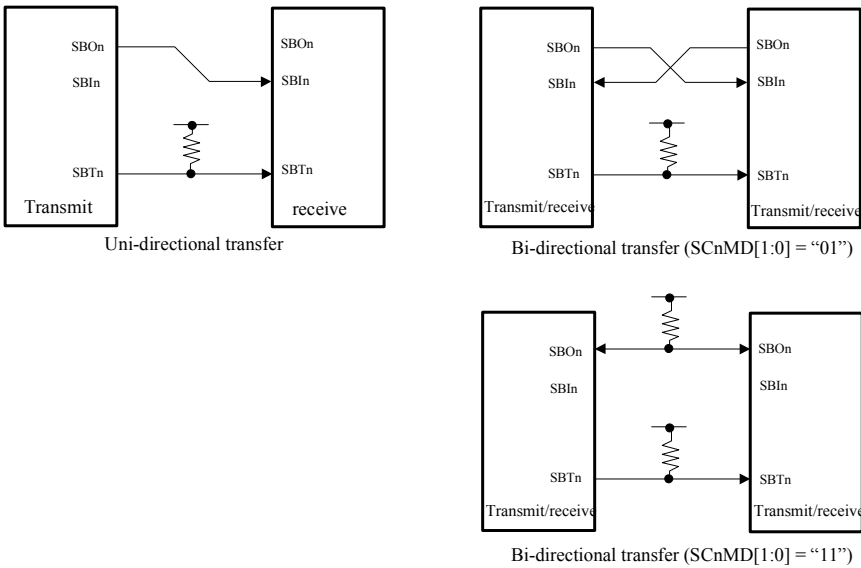 SBOn
SBIn
SBTn
Transmit
SBOn
SBIn
SBTn
receive
Uni-directional transfer
SBOn
SBIn
SBTn
Transmit/receive
SBOn
SBIn
SBTn
Transmit/receive
Bi-directional transfer (SCnMD[1:0] = “01”)
SBOn
SBIn
SBTn
Transmit/receive
SBOn
SBIn
SBTn
Transmit/receive
Bi-directional transfer (SCnMD[1:0] = “11”)